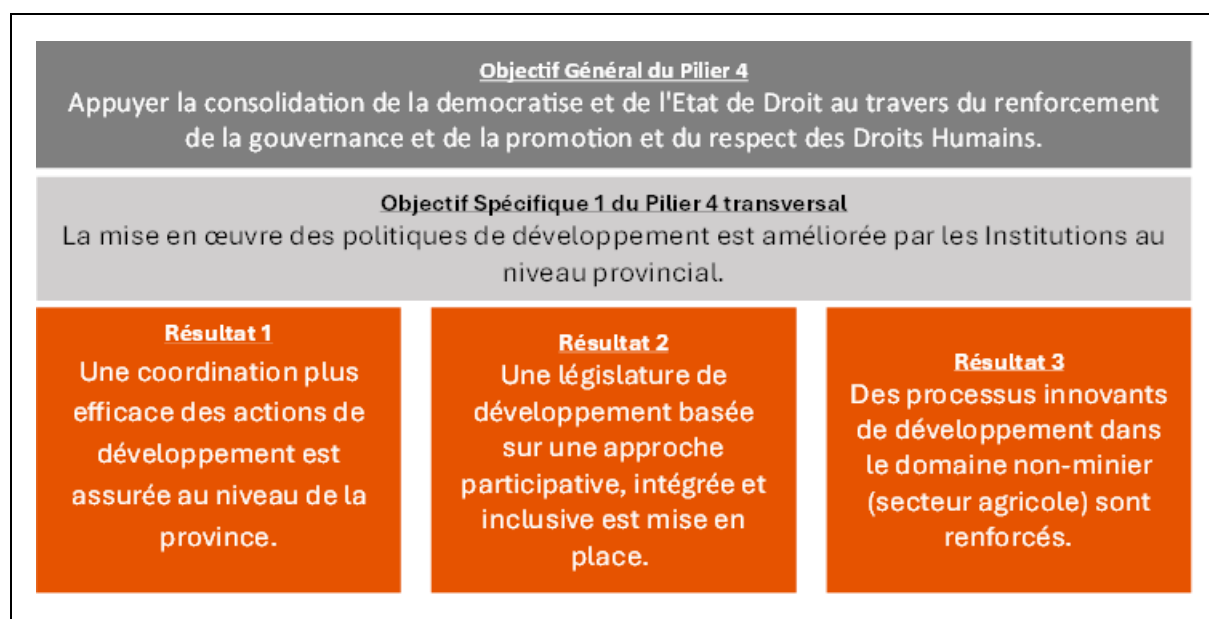 Objectif Général du Pilier 4
Appuyer la consolidation de la democratise et de l'Etat de Droit au travers du renforcement
de la gouvernance et de la promotion et du respect des Droits Humains.
Objectif Spécifique 1 du Pilier 4 transversal
La mise en œuvre des politiques de développement est améliorée par les Institutions au
niveau provincial.
Résultat 1
Une coordination plus
efficace des actions de
développement est
assurée au niveau de la
province.
Résultat 2
Une législature de
développement basée
sur une approche
participative, intégrée et
inclusive est mise en
place.
Résultat 3
Des processus innovants
de développement dans
le domaine non-minier
(secteur agricole) sont
renforcés.